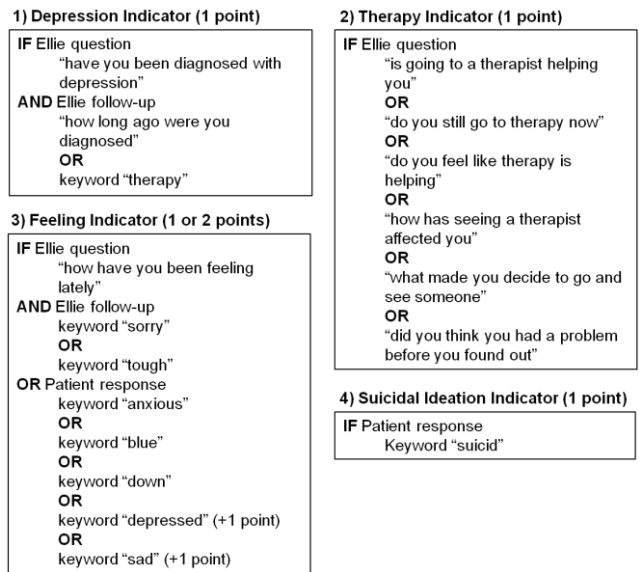 1) Depression Indicator (1 point)
IF Ellie question
“have you been diagnosed with
depression”
AND Ellie follow-up
“how long ago were you
diagnosed”
OR
keyword “therapy”
3) Feeling Indicator (1 or 2 points)
IF Ellie question
“how have you been feeling
lately”
AND Ellie follow-up
keyword “sorry”
OR
keyword “tough”
OR Patient response
keyword “anxious”
OR
keyword “blue”
OR
keyword “down”
OR
keyword “depressed” (+1 point)
OR
keyword “sad” (+1 point)
2) Therapy Indicator (1 point)
IF Ellie question
“is going to a therapist helping
you”
OR
“do you still go to therapy now”
OR
“do you feel like therapy is
helping”
OR
“how has seeing a therapist
affected you”
OR
“what made you decide to go and
see someone”
OR
“did you think you had a problem
before you found out”
4) Suicidal Ideation Indicator (1 point)
IF Patient response
Keyword “suicid”